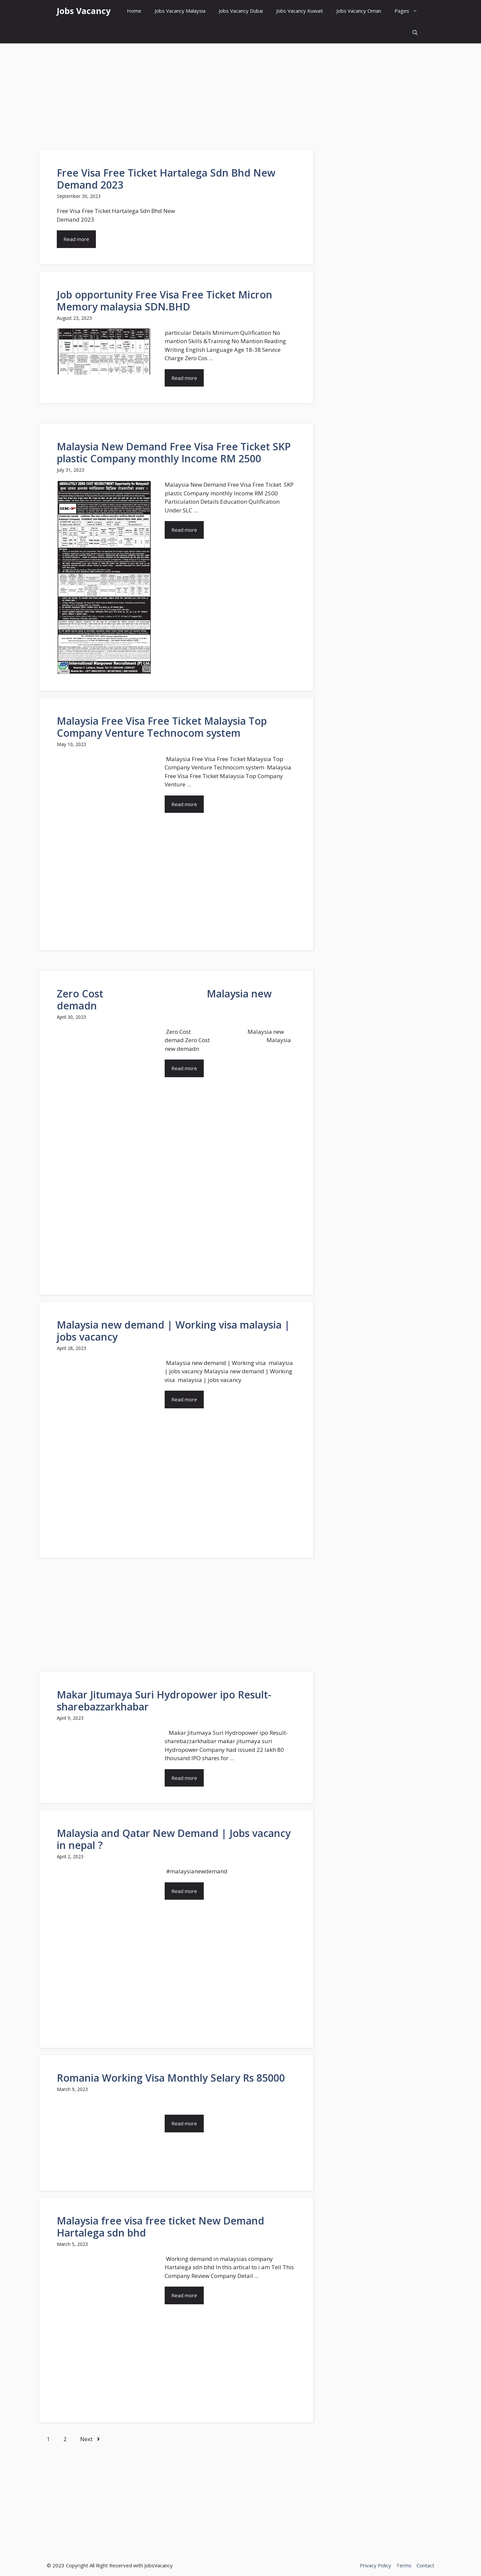 Jobs Vacancy
Home
Jobs Vacancy Malaysia
Jobs Vacancy Dubai
Jobs Vacancy Kuwait
Jobs Vacancy Oman
Pages
Free Visa Free Ticket Hartalega Sdn Bhd New
Demand 2023
September 30, 2023
Free Visa Free Ticket Hartalega Sdn Bhd New
Demand 2023
Read more
Job opportunity Free Visa Free Ticket Micron
Memory malaysia SDN.BHD
August 23, 2023
particular Details Minimum Qulification No
mantion Skills &Training No Mantion Reading
Writing English Language Age 18-38 Service
Charge Zero Cos ...
Read more
Malaysia New Demand Free Visa Free Ticket SKP
plastic Company monthly Income RM 2500
July 31, 2023
ABSOLUTELY ZERO COST RECRUITMENT Opportunity for Malaysia!
International Manpower Recruitment (P) Ltd.
Malaysia New Demand Free Visa Free Ticket SKP
plastic Company monthly Income RM 2500
Particulation Details Education Qulification
Under SLC ...
Read more
Malaysia Free Visa Free Ticket Malaysia Top
Company Venture Technocom system
May 10, 2023
Malaysia Free Visa Free Ticket Malaysia Top
Company Venture Technocom system Malaysia
Free Visa Free Ticket Malaysia Top Company
Venture ...
Read more
Zero Cost Malaysia new
demadn
April 30, 2023
Zero Cost Malaysia new
demad Zero Cost Malaysia
new demadn
Read more
Malaysia new demand | Working visa malaysia |
jobs vacancy
April 28, 2023
Malaysia new demand | Working visa malaysia
| jobs vacancy Malaysia new demand | Working
visa malaysia | jobs vacancy
Read more
Makar Jitumaya Suri Hydropower ipo Result-
sharebazzarkhabar
April 9, 2023
Makar Jitumaya Suri Hydropower ipo Result-
sharebazzarkhabar makar jitumaya suri
Hydropower Company had issued 22 lakh 80
thousand IPO shares for ...
Read more
Malaysia and Qatar New Demand | Jobs vacancy
in nepal ?
April 2, 2023
#malaysianewdemand
Read more
Romania Working Visa Monthly Selary Rs 85000
March 9, 2023
Read more
Malaysia free visa free ticket New Demand
Hartalega sdn bhd
March 5, 2023
Working demand in malaysias company
Hartalega sdn bhd In this artical to i am Tell This
Company Review Company Detail ...
Read more
1 2 Next
© 2023 Copyright All Right Reserved with JobsVacancy
Privacy Policy Terms Contact